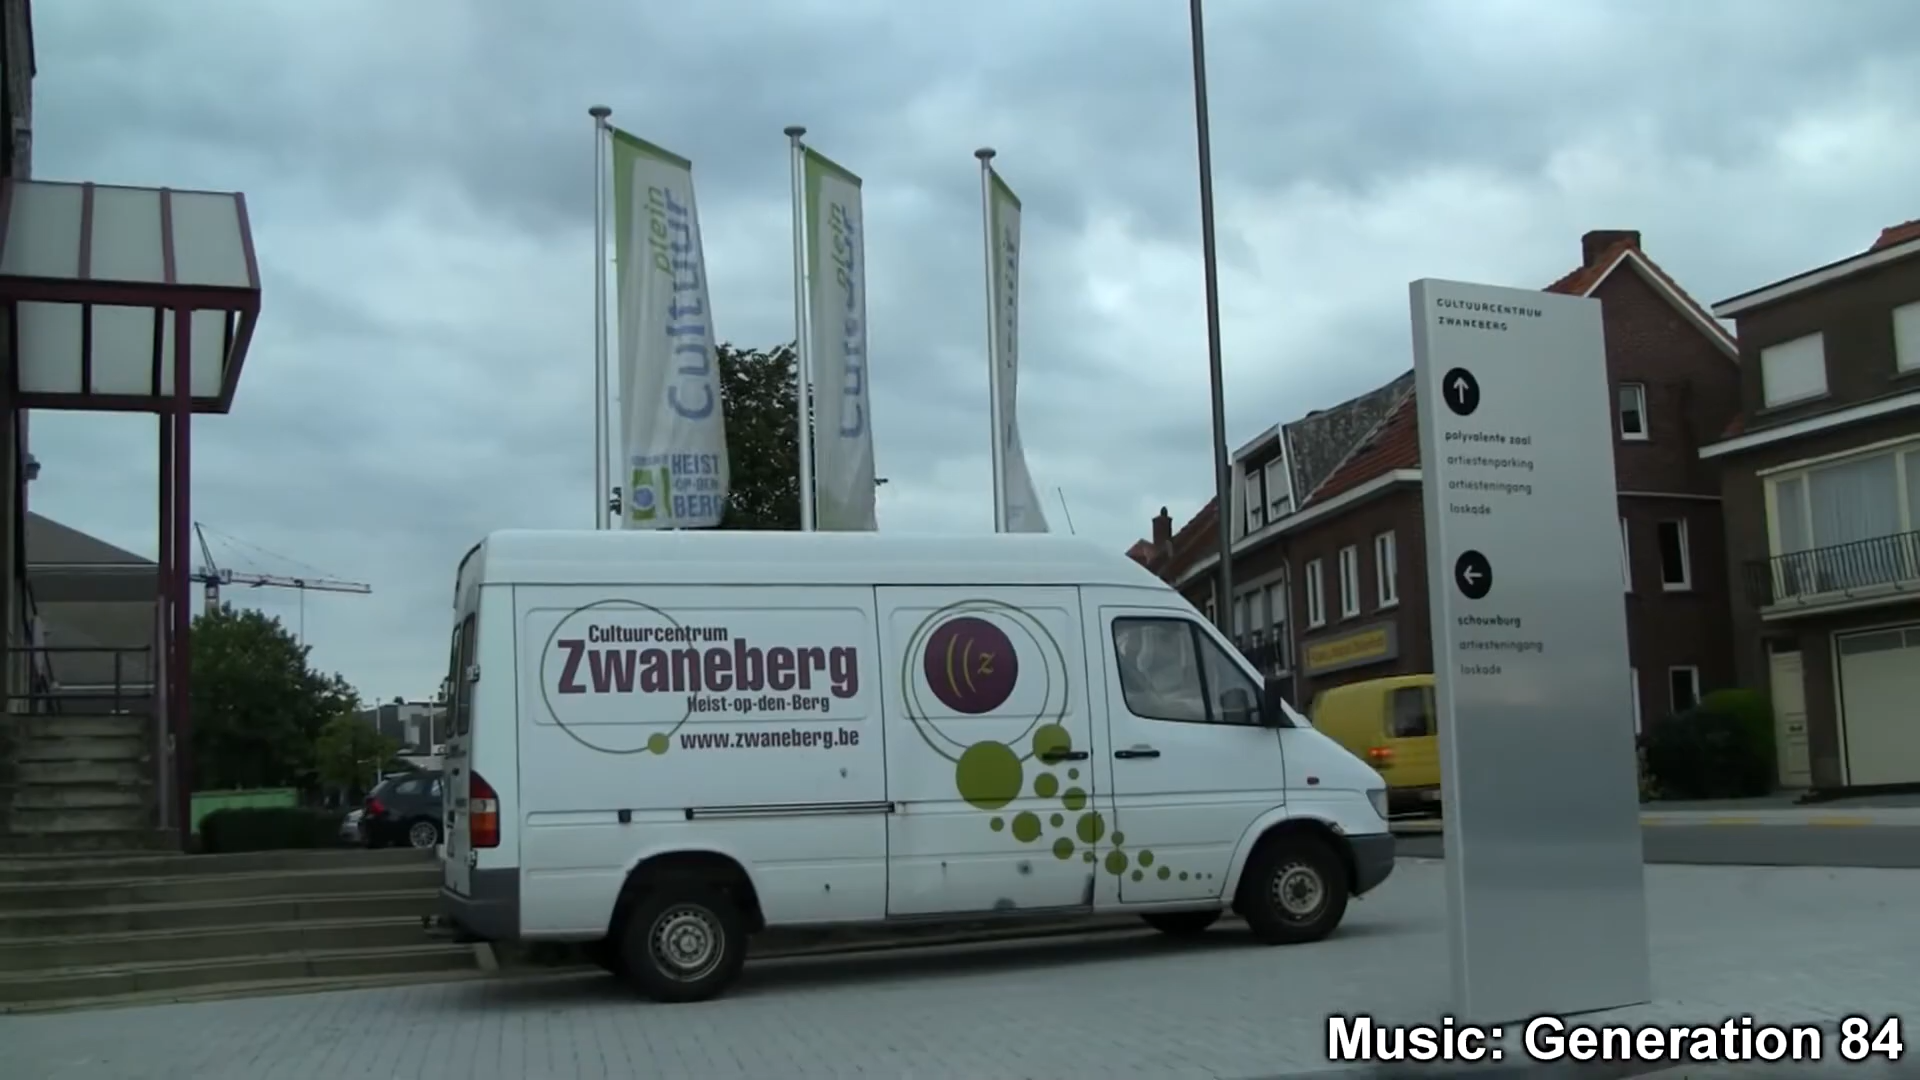 plein
Cultuur
HEIST
-OP-DEN-
BERG
plein
Cultuur
CULTUURCENTRUM
ZWANEBERG
polyvalente zaal
artiestenparking
artiesteningang
loskade
schouwburg
artiesteningang
loskade
Cultuurcentrum
Zwaneberg
Heist-op-den-Berg
www.zwaneberg.be
z
Music: Generation 84